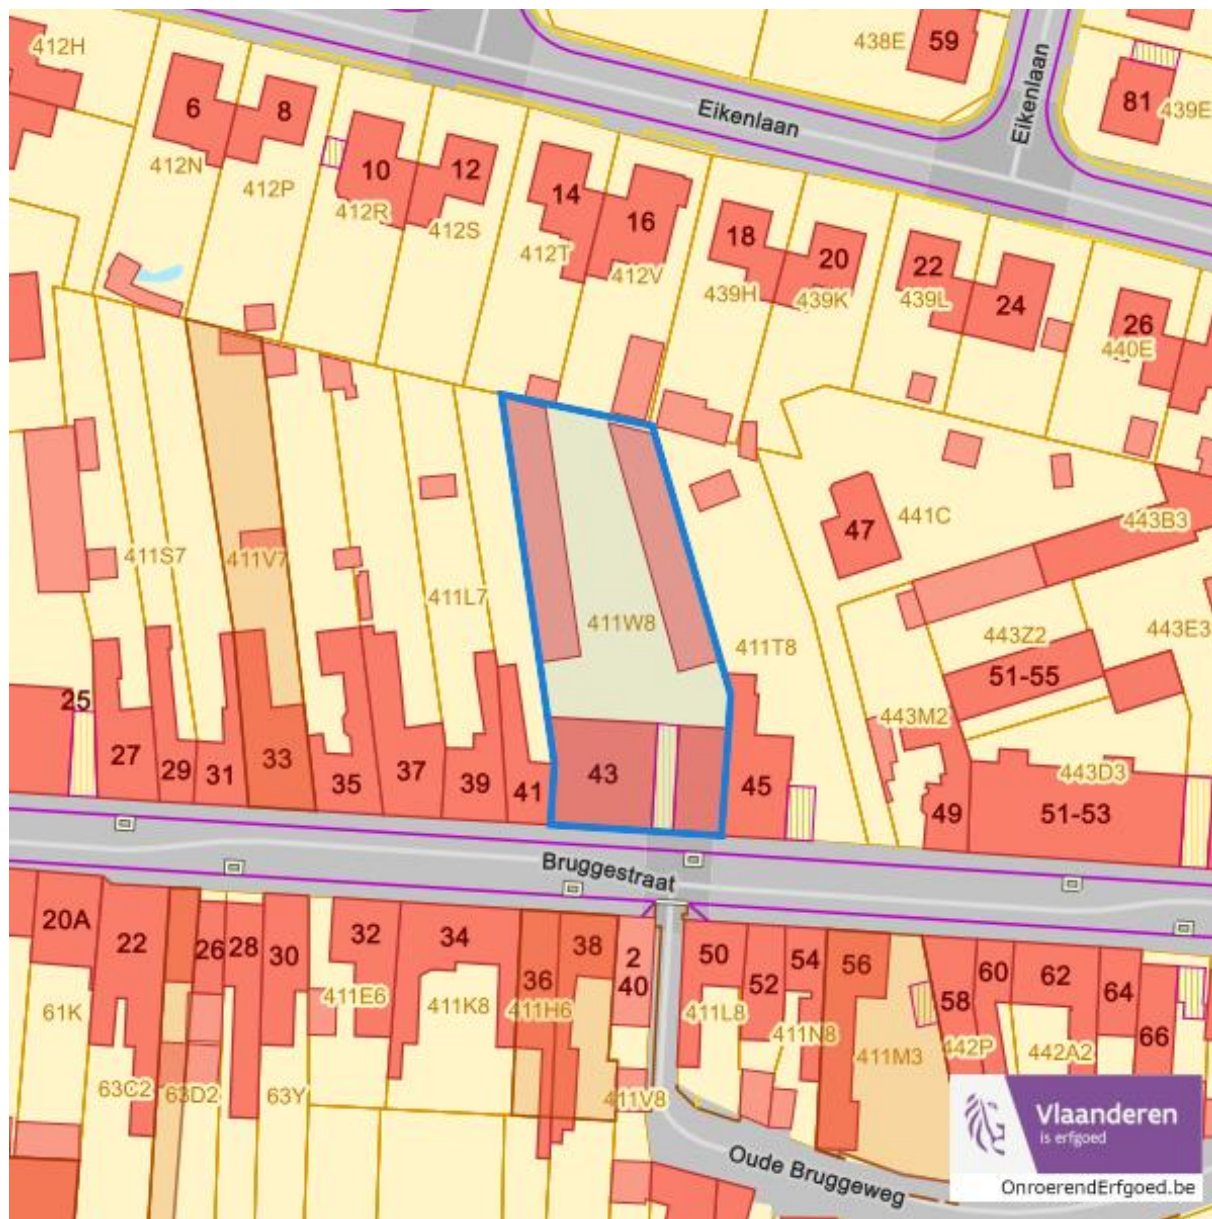 412H
438E
59
Eikenlaan
Eikenlaan
81
439E
6
8
412N
412P
10
12
412R
412S
14
16
412T
412V
18
20
439H
439K
22
24
439L
26
440E
47
441C
443B3
411S7
411V7
411L7
411W8
411T8
443Z2
443E3
51-55
443M2
443D3
25
27
29
31
33
35
37
39
41
43
45
49
51-53
Bruggestraat
20A
22
26
28
30
32
34
36
38
2
40
50
52
54
56
58
60
62
64
66
61K
411E6
411K8
411H6
411L8
411N8
411M3
442P
442A2
63C2
63D2
63Y
411V8
Oude Bruggeweg
Vlaanderen
is erfgoed
OnroerendErfgoed.be